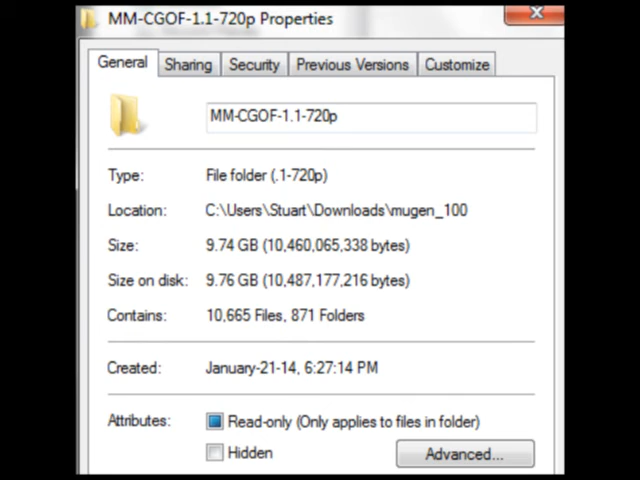 MM-CGOF-1.1-720p Properties
General Sharing Security Previous Versions Customize
MM-CGOF-1.1-720p
Type: File folder (.1-720p)
Location: C:\Users\Stuart\Downloads\mugen_100
Size: 9.74 GB (10,460,065,338 bytes)
Size on disk: 9.76 GB (10,487,177,216 bytes)
Contains: 10,665 Files, 871 Folders
Created: January-21-14, 6:27:14 PM
Attributes: Read-only (Only applies to files in folder)
Hidden Advanced...